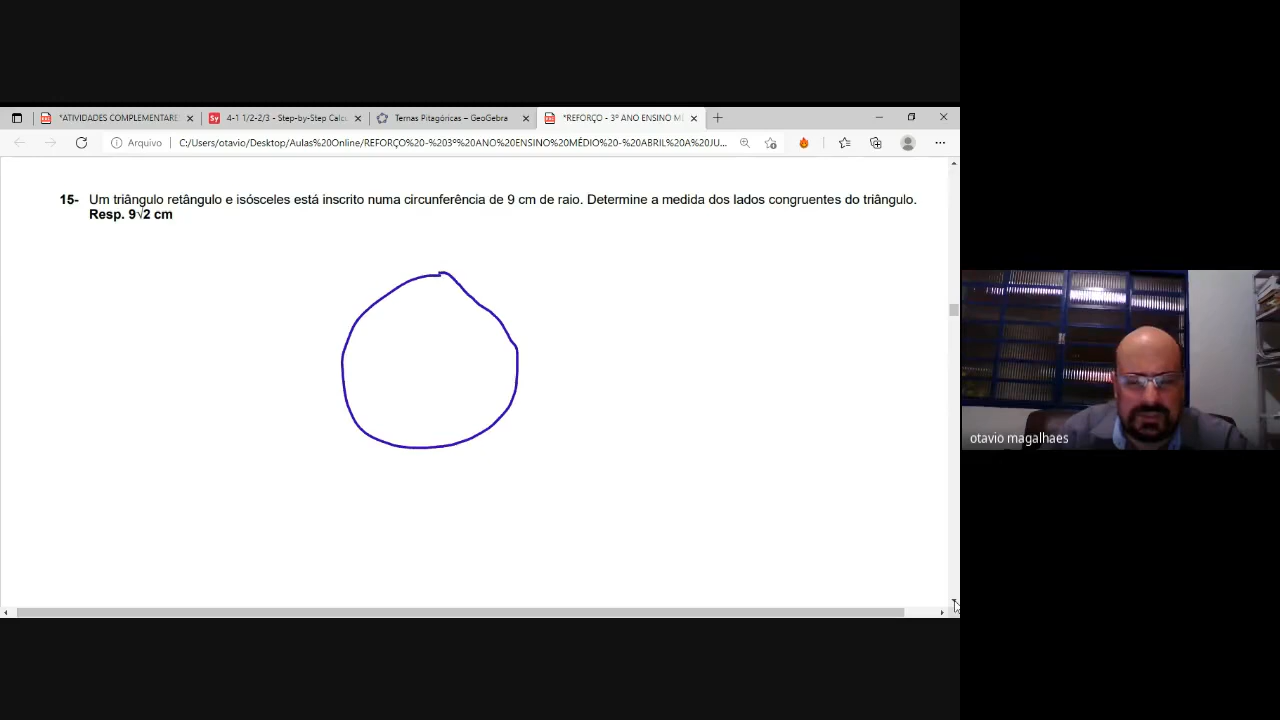 *ATIVIDADES COMPLEMENTARE
4-1 1/2-2/3 - Step-by-Step Calcu
Ternas Pitagóricas – GeoGebra
*REFORÇO - 3º ANO ENSINO MÉ
Arquivo
C:/Users/otavio/Desktop/Aulas%20Online/REFORÇO%20-%203º%20ANO%20ENSINO%20MÉDIO%20-%20ABRIL%20A%20JU...
15- Um triângulo retângulo e isósceles está inscrito numa circunferência de 9 cm de raio. Determine a medida dos lados congruentes do triângulo.
Resp. 9√2 cm
otavio magalhaes